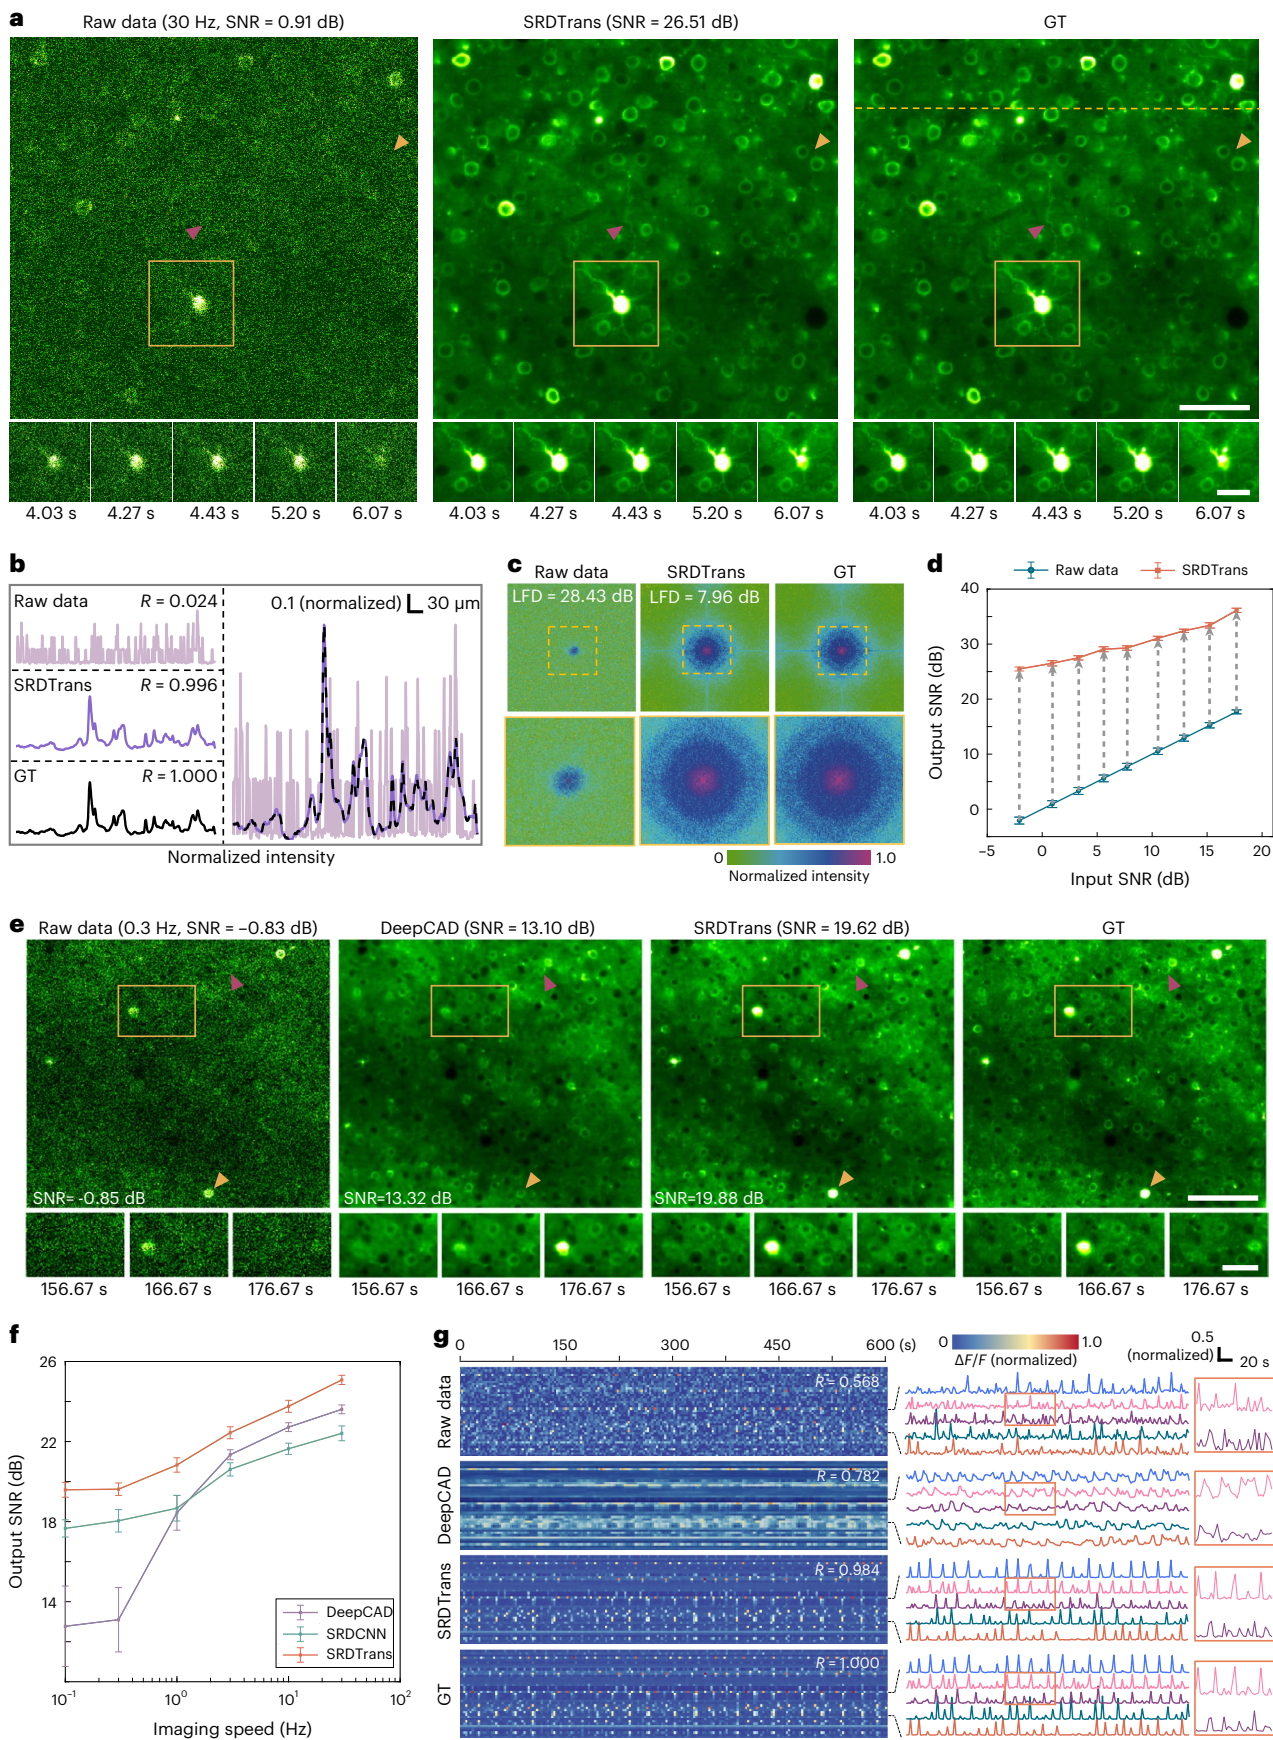 a
Raw data (30 Hz, SNR = 0.91 dB)
SRDTrans (SNR = 26.51 dB)
GT
4.03 s
4.27 s
4.43 s
5.20 s
6.07 s
4.03 s
4.27 s
4.43 s
5.20 s
6.07 s
4.03 s
4.27 s
4.43 s
5.20 s
6.07 s
b
Raw data
R = 0.024
SRDTrans
R = 0.996
GT
R = 1.000
0.1 (normalized)
30 µm
Normalized intensity
c
Raw data
SRDTrans
GT
LFD = 28.43 dB
LFD = 7.96 dB
0
1.0
Normalized intensity
d
Raw data
SRDTrans
40
30
20
10
0
Output SNR (dB)
−5
0
5
10
15
20
Input SNR (dB)
e
Raw data (0.3 Hz, SNR = −0.83 dB)
DeepCAD (SNR = 13.10 dB)
SRDTrans (SNR = 19.62 dB)
GT
SNR= -0.85 dB
SNR=13.32 dB
SNR=19.88 dB
156.67 s
166.67 s
176.67 s
156.67 s
166.67 s
176.67 s
156.67 s
166.67 s
176.67 s
156.67 s
166.67 s
176.67 s
f
26
22
18
14
Output SNR (dB)
DeepCAD
SRDCNN
SRDTrans
10⁻¹
10⁰
10¹
10²
Imaging speed (Hz)
g
0
150
300
450
600 (s)
0
1.0
ΔF/F (normalized)
0.5
(normalized)
20 s
Raw data
R = 0.568
DeepCAD
R = 0.782
SRDTrans
R = 0.984
GT
R = 1.000